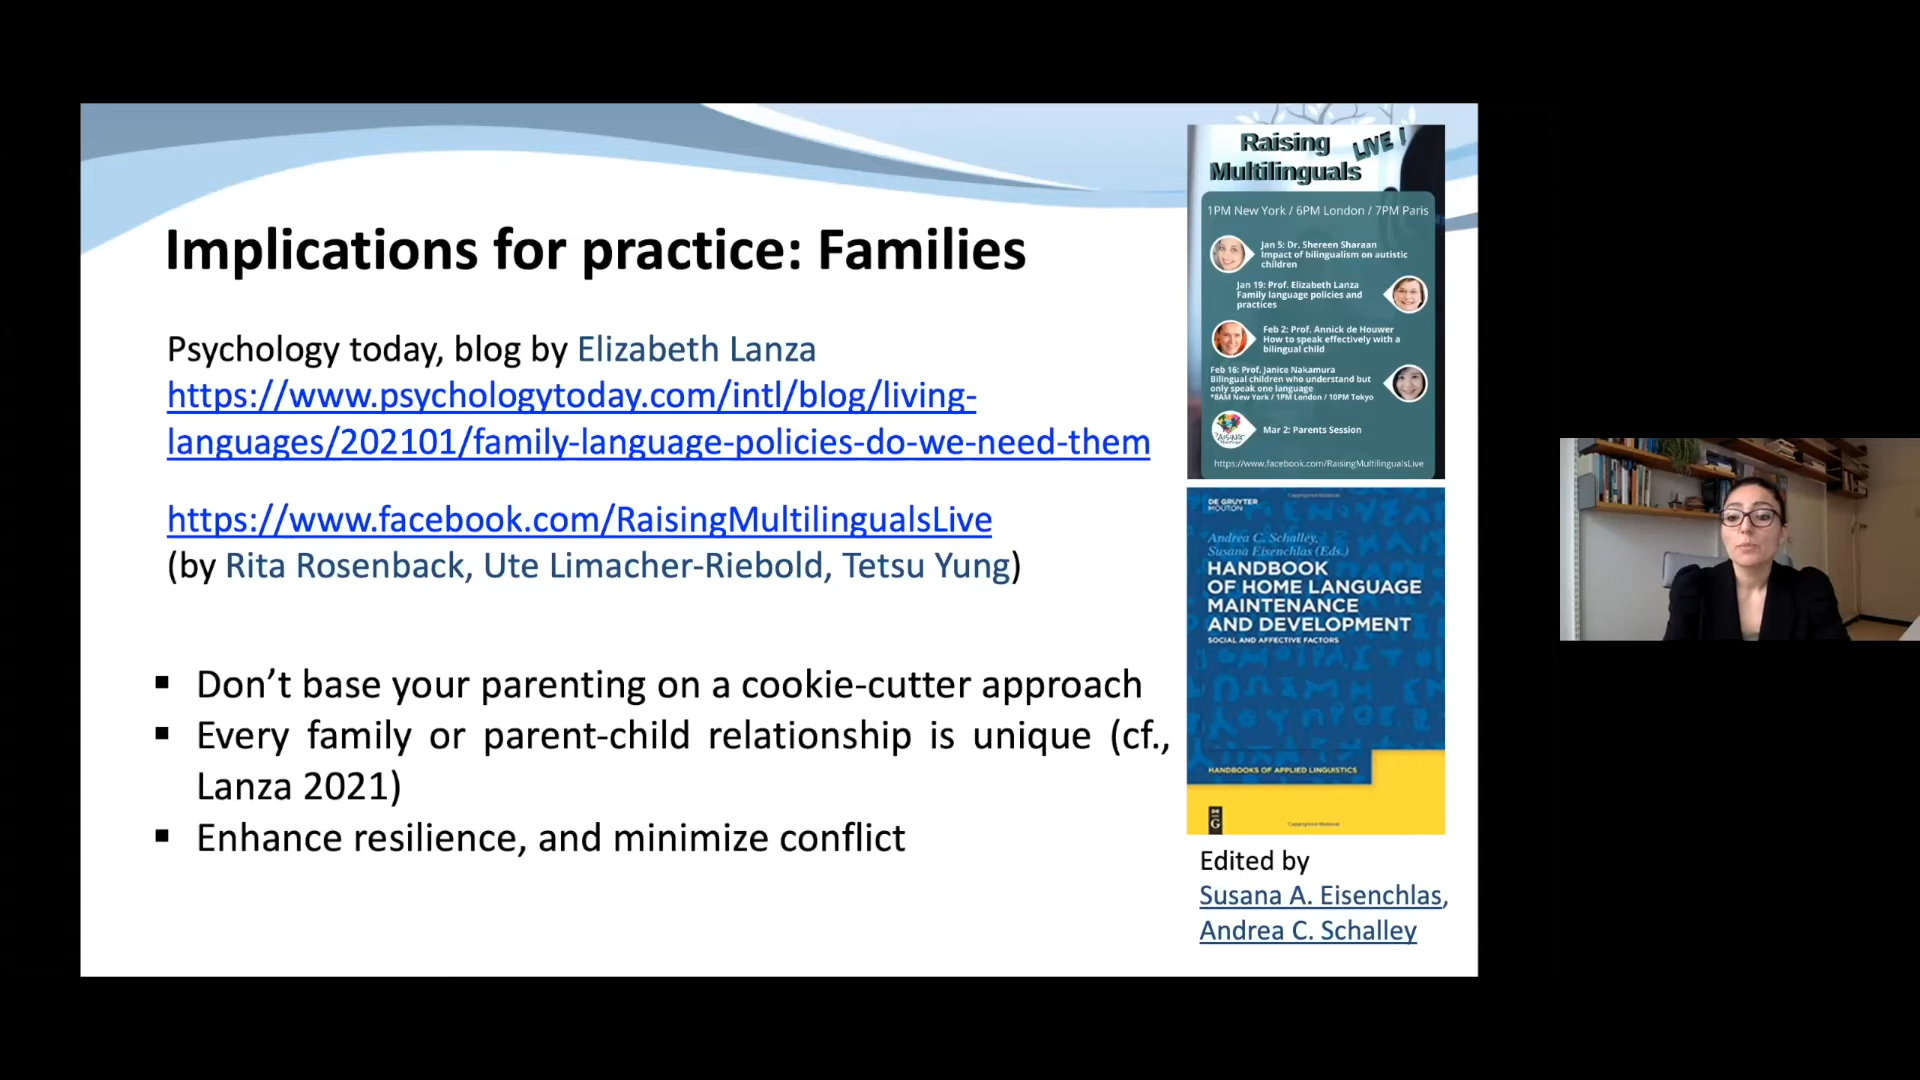 Implications for practice: Families
Psychology today, blog by Elizabeth Lanza
https://www.psychologytoday.com/intl/blog/living-
languages/202101/family-language-policies-do-we-need-them
https://www.facebook.com/RaisingMultilingualsLive
(by Rita Rosenback, Ute Limacher-Riebold, Tetsu Yung)
▪ Don’t base your parenting on a cookie-cutter approach
▪ Every family or parent-child relationship is unique (cf.,
Lanza 2021)
▪ Enhance resilience, and minimize conflict
Raising
Multilinguals
LIVE !
1PM New York / 6PM London / 7PM Paris
Jan 5: Dr. Shereen Sharaan
Impact of bilingualism on autistic
children
Jan 19: Prof. Elizabeth Lanza
Family language policies and
practices
Feb 2: Prof. Annick de Houwer
How to speak effectively with a
bilingual child
Feb 16: Prof. Janice Nakamura
Bilingual children who understand but
only speak one language
*8AM New York / 1PM London / 10PM Tokyo
Mar 2: Parents Session
https://www.facebook.com/RaisingMultilingualsLive
Copyrighted Material
DE GRUYTER
MOUTON
Andrea C. Schalley,
Susana Eisenchlas (Eds.)
HANDBOOK
OF HOME LANGUAGE
MAINTENANCE
AND DEVELOPMENT
SOCIAL AND AFFECTIVE FACTORS
HANDBOOKS OF APPLIED LINGUISTICS
Copyrighted Material
Edited by
Susana A. Eisenchlas,
Andrea C. Schalley